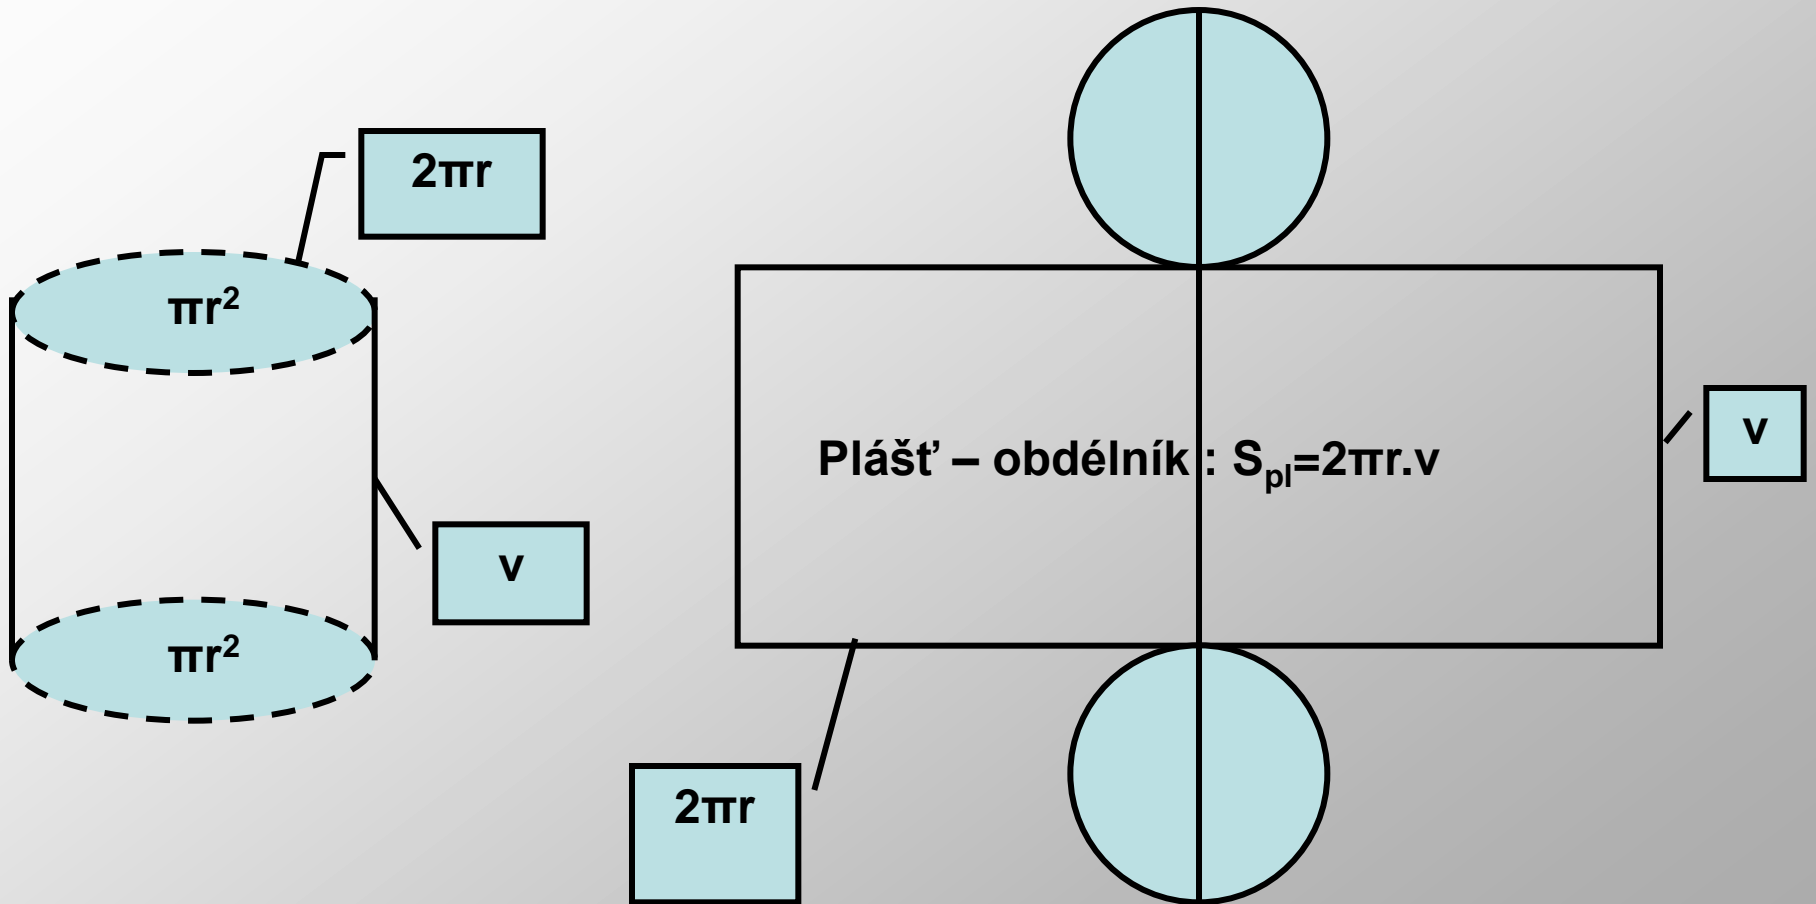 2πr
πr²
v
πr²
Plášť – obdélník : Sₚₗ=2πr.v
v
2πr